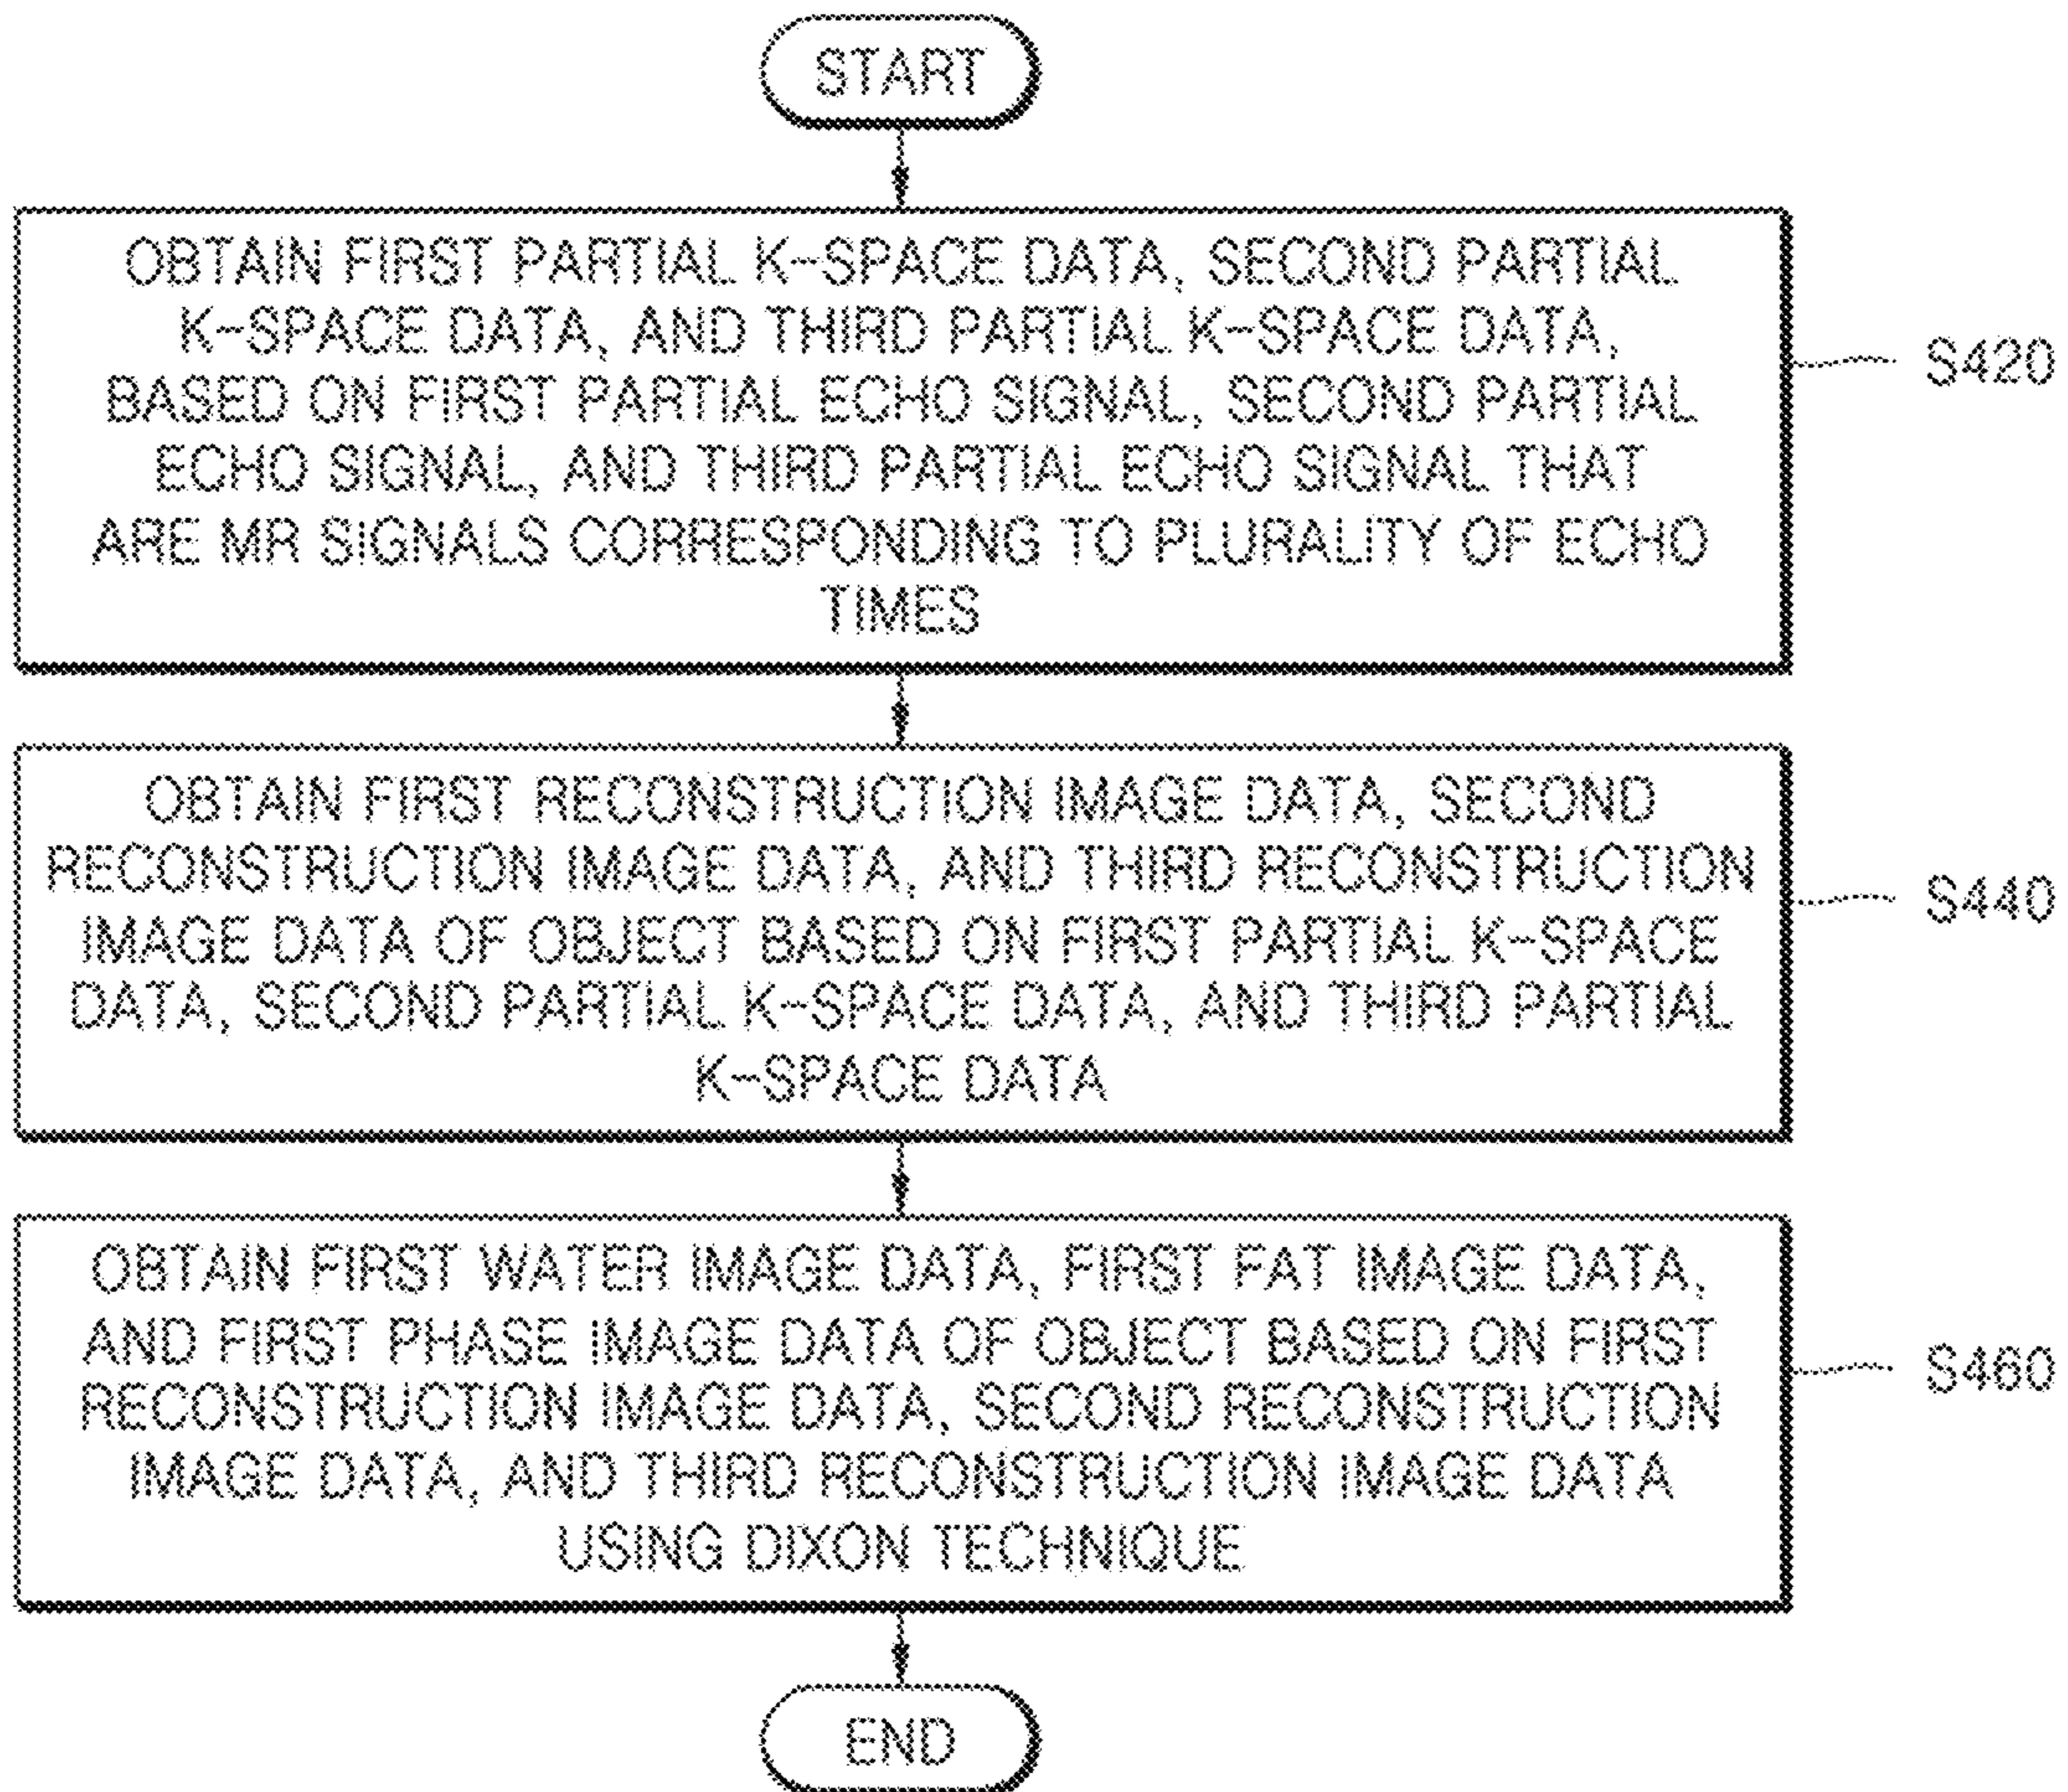 START
OBTAIN FIRST PARTIAL K-SPACE DATA, SECOND PARTIAL
K-SPACE DATA, AND THIRD PARTIAL K-SPACE DATA,
BASED ON FIRST PARTIAL ECHO SIGNAL, SECOND PARTIAL
ECHO SIGNAL, AND THIRD PARTIAL ECHO SIGNAL THAT
ARE MR SIGNALS CORRESPONDING TO PLURALITY OF ECHO
TIMES
S420
OBTAIN FIRST RECONSTRUCTION IMAGE DATA, SECOND
RECONSTRUCTION IMAGE DATA, AND THIRD RECONSTRUCTION
IMAGE DATA OF OBJECT BASED ON FIRST PARTIAL K-SPACE
DATA, SECOND PARTIAL K-SPACE DATA, AND THIRD PARTIAL
K-SPACE DATA
S440
OBTAIN FIRST WATER IMAGE DATA, FIRST FAT IMAGE DATA,
AND FIRST PHASE IMAGE DATA OF OBJECT BASED ON FIRST
RECONSTRUCTION IMAGE DATA, SECOND RECONSTRUCTION
IMAGE DATA, AND THIRD RECONSTRUCTION IMAGE DATA
USING DIXON TECHNIQUE
S460
END